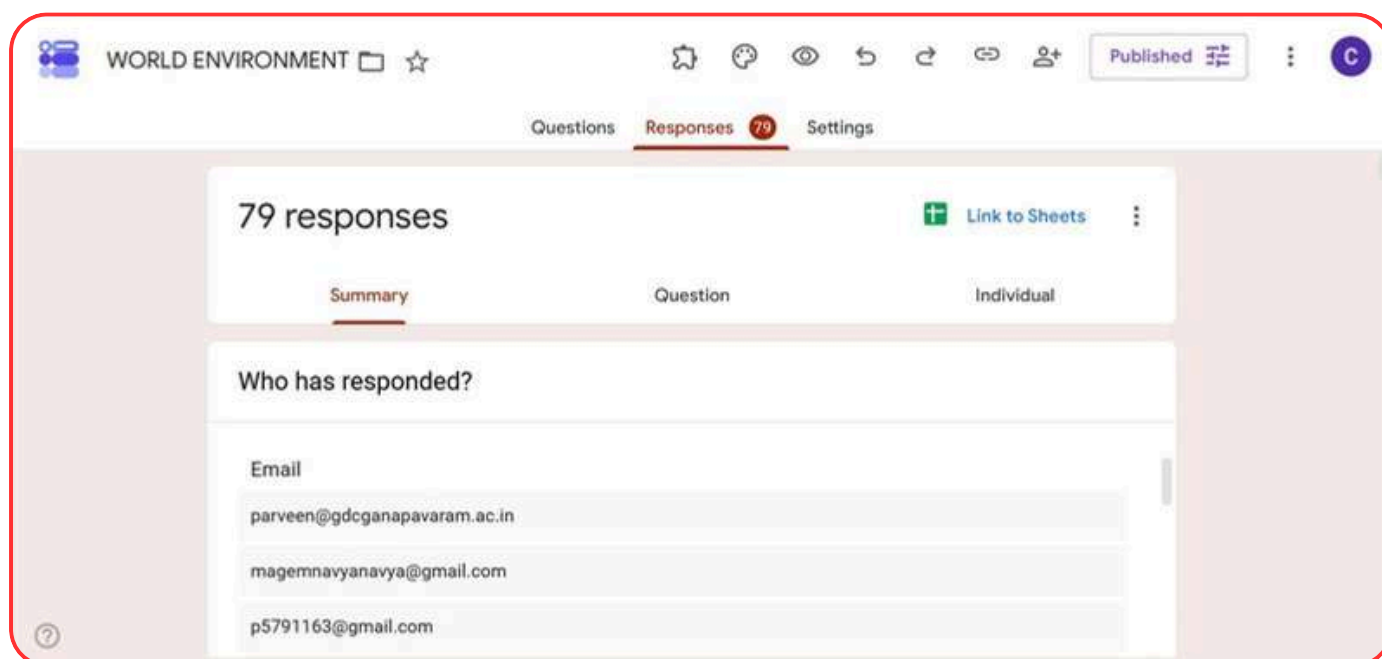 WORLD ENVIRONMENT
Published
C
Questions Responses 79 Settings
79 responses
Link to Sheets
Summary Question Individual
Who has responded?
Email
parveen@gdcganapavaram.ac.in
magemnavyanavya@gmail.com
p5791163@gmail.com